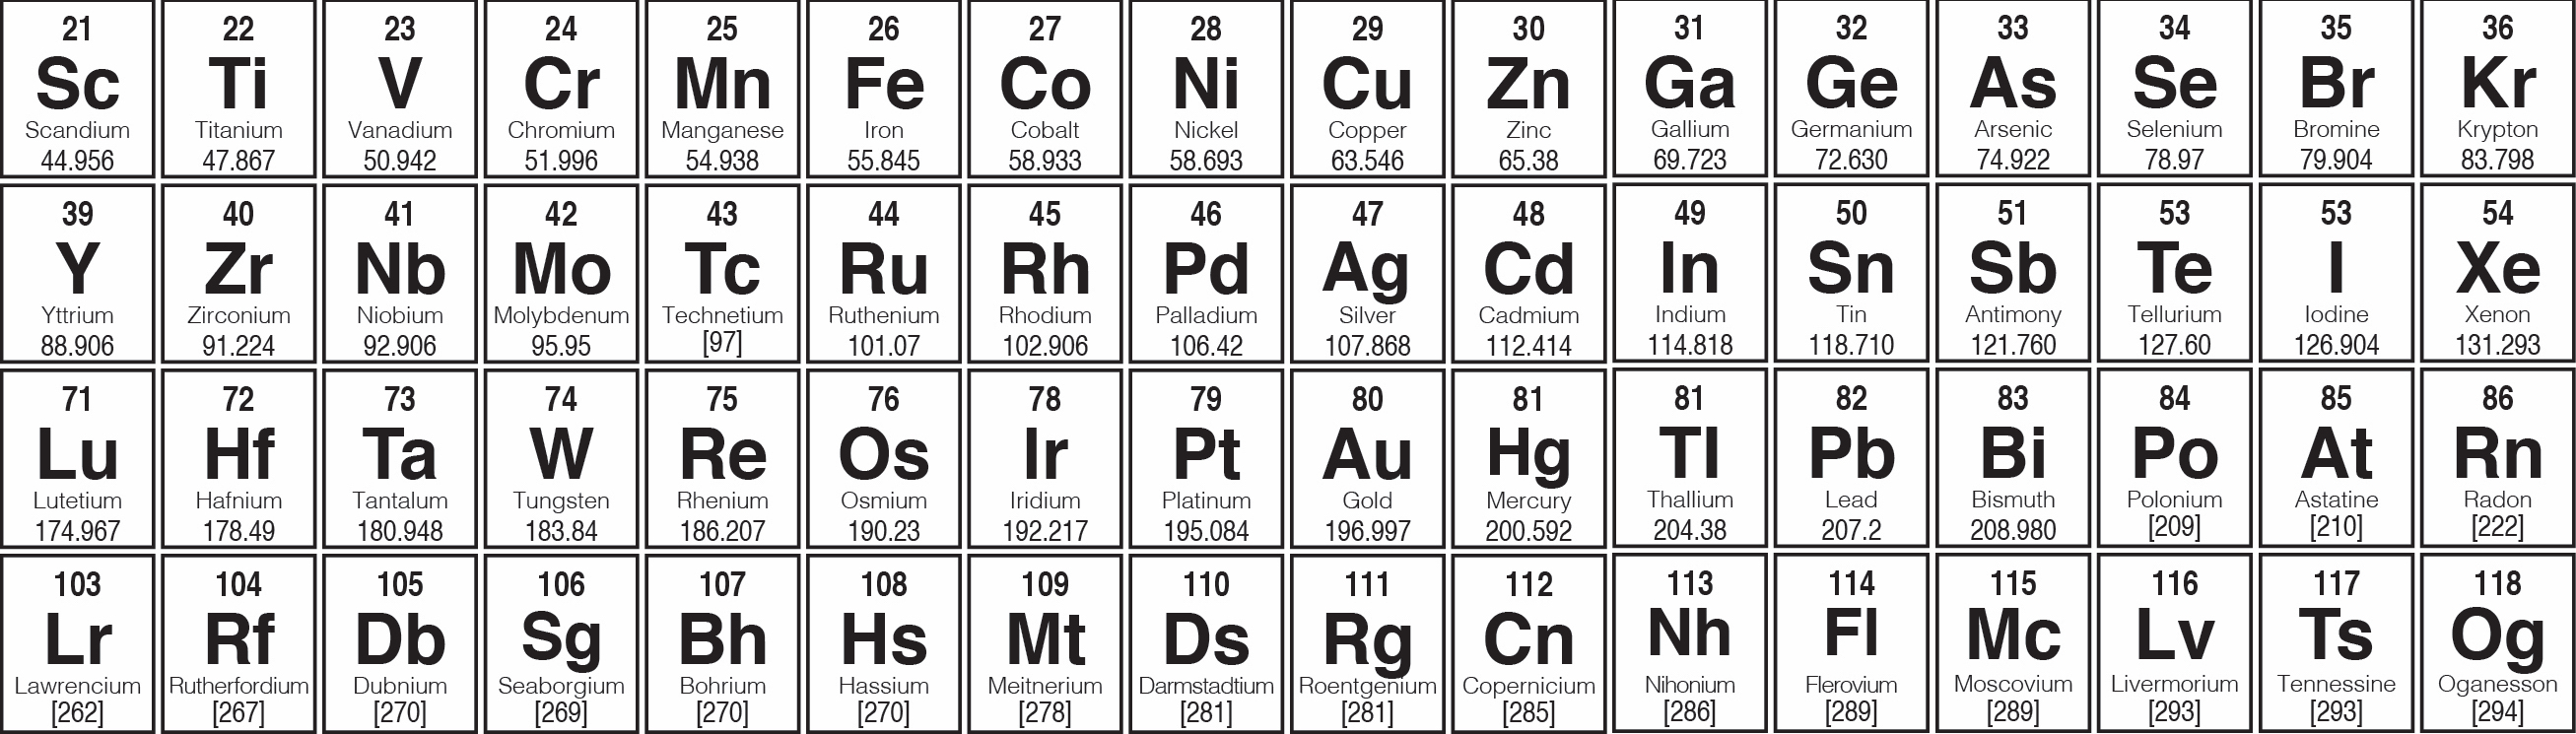 21 22 23 24 25 26 27 28 29 30 31 32 33 34 35 36
Sc Ti V Cr Mn Fe Co Ni Cu Zn Ga Ge As Se Br Kr
Scandium Titanium Vanadium Chromium Manganese Iron Cobalt Nickel Copper Zinc Gallium Germanium Arsenic Selenium Bromine Krypton
44.956 47.867 50.942 51.996 54.938 55.845 58.933 58.693 63.546 65.38 69.723 72.630 74.922 78.97 79.904 83.798
39 40 41 42 43 44 45 46 47 48 49 50 51 53 53 54
Y Zr Nb Mo Tc Ru Rh Pd Ag Cd In Sn Sb Te I Xe
Yttrium Zirconium Niobium Molybdenum Technetium Ruthenium Rhodium Palladium Silver Cadmium Indium Tin Antimony Tellurium Iodine Xenon
88.906 91.224 92.906 95.95 [97] 101.07 102.906 106.42 107.868 112.414 114.818 118.710 121.760 127.60 126.904 131.293
71 72 73 74 75 76 78 79 80 81 81 82 83 84 85 86
Lu Hf Ta W Re Os Ir Pt Au Hg Tl Pb Bi Po At Rn
Lutetium Hafnium Tantalum Tungsten Rhenium Osmium Iridium Platinum Gold Mercury Thallium Lead Bismuth Polonium Astatine Radon
174.967 178.49 180.948 183.84 186.207 190.23 192.217 195.084 196.997 200.592 204.38 207.2 208.980 [209] [210] [222]
103 104 105 106 107 108 109 110 111 112 113 114 115 116 117 118
Lr Rf Db Sg Bh Hs Mt Ds Rg Cn Nh Fl Mc Lv Ts Og
Lawrencium Rutherfordium Dubnium Seaborgium Bohrium Hassium Meitnerium Darmstadtium Roentgenium Copernicium Nihonium Flerovium Moscovium Livermorium Tennessine Oganesson
[262] [267] [270] [269] [270] [270] [278] [281] [281] [285] [286] [289] [289] [293] [293] [294]